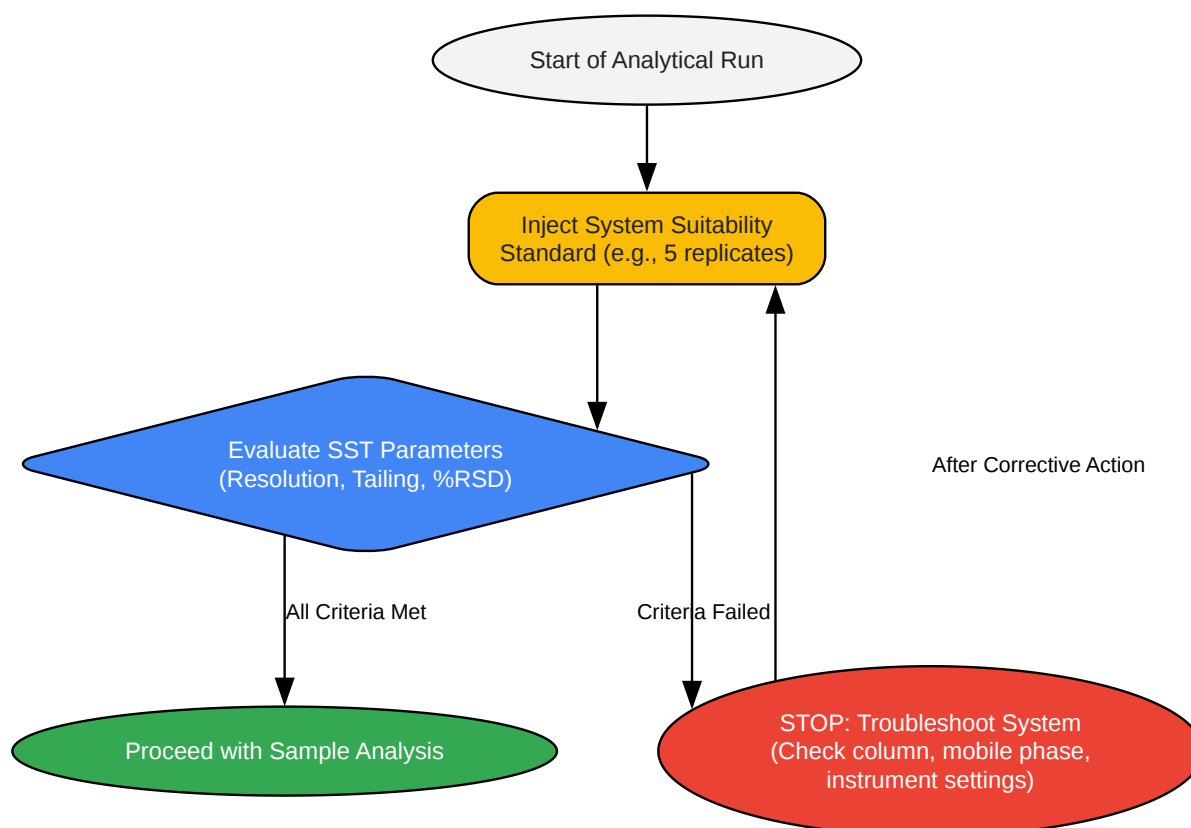 Start of Analytical Run
Inject System Suitability
Standard (e.g., 5 replicates)
Evaluate SST Parameters
(Resolution, Tailing, %RSD)
After Corrective Action
All Criteria Met
Criteria Failed
Proceed with Sample Analysis
STOP: Troubleshoot System
(Check column, mobile phase,
instrument settings)